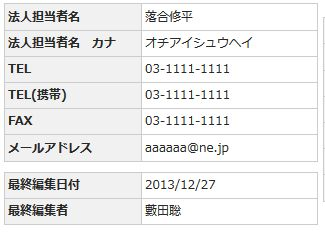 法人担当者名 落合修平
法人担当者名 カナ オチアイシュウヘイ
TEL 03-1111-1111
TEL(携帯) 03-1111-1111
FAX 03-1111-1111
メールアドレス aaaaaa@ne.jp
最終編集日付 2013/12/27
最終編集者 藪田聡